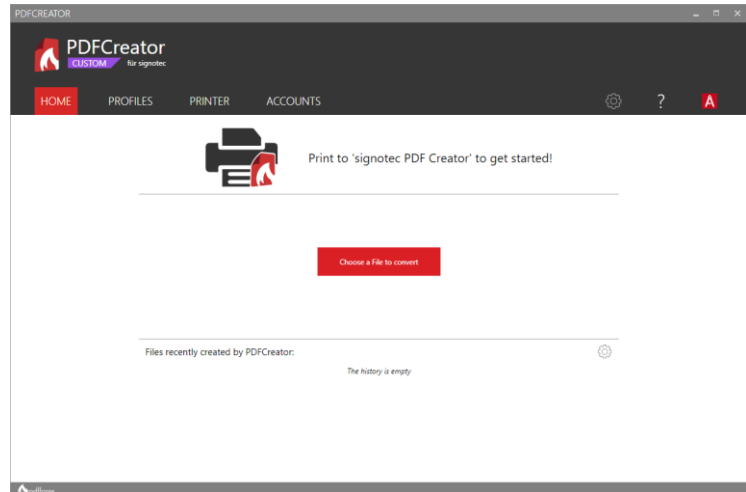 PDFCREATOR
PDFCreator
CUSTOM für signotec
HOME PROFILES PRINTER ACCOUNTS ? A
Print to 'signotec PDF Creator' to get started!
Choose a File to convert
Files recently created by PDFCreator:
The history is empty